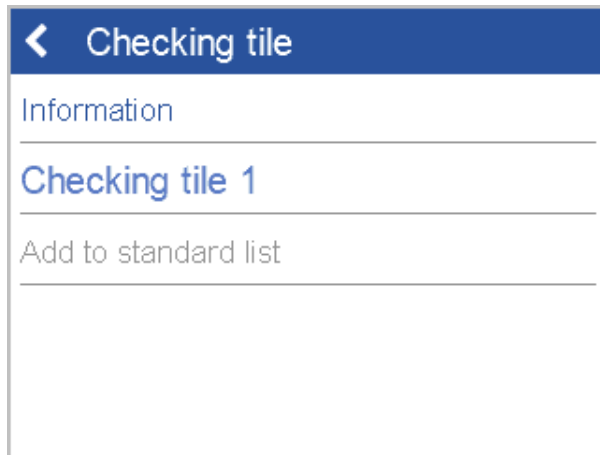 Checking tile
Information
Checking tile 1
Add to standard list